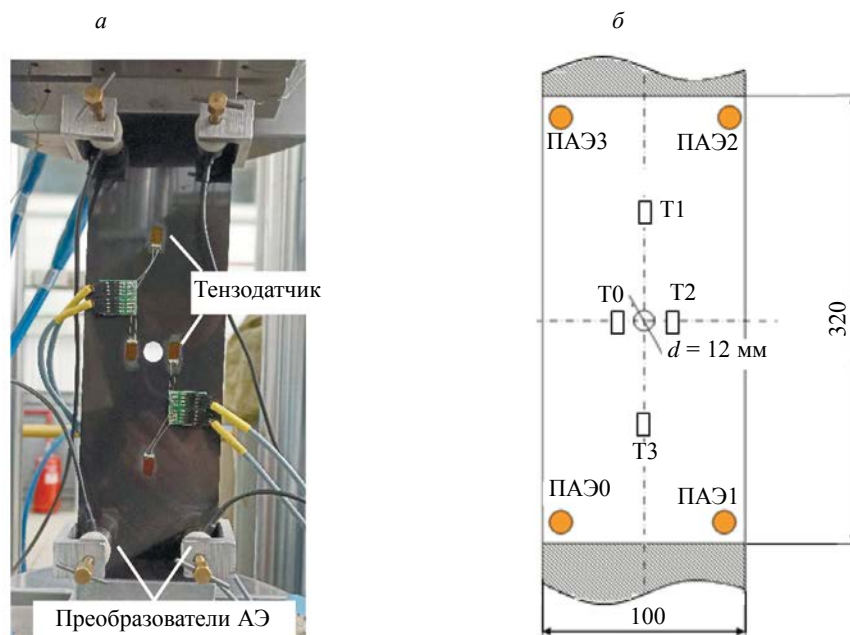 а
б
Тензодатчик
Преобразователи АЭ
ПАЭ3
ПАЭ2
Т1
Т0
Т2
d = 12 мм
320
Т3
ПАЭ0
ПАЭ1
100